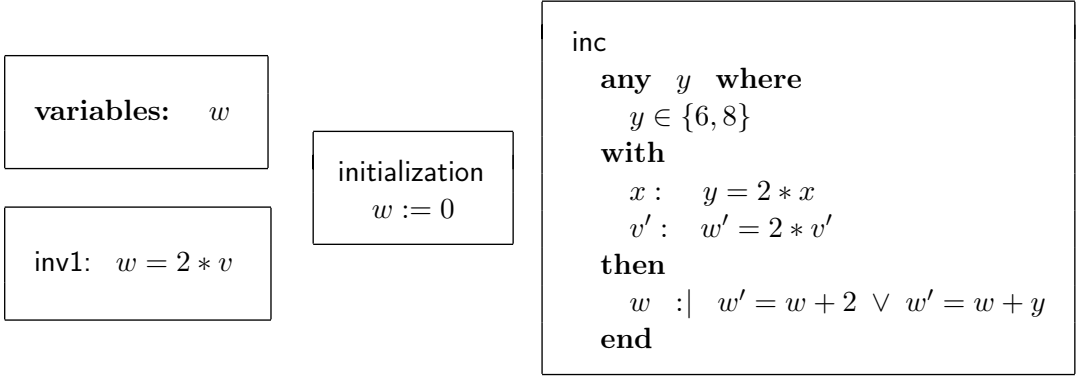 variables: w
inv1: w = 2 ∗ v
initialization
w := 0
inc
any y where
y ∈ {6, 8}
with
x : y = 2 ∗ x
v′ : w′ = 2 ∗ v′
then
w :| w′ = w + 2 ∨ w′ = w + y
end